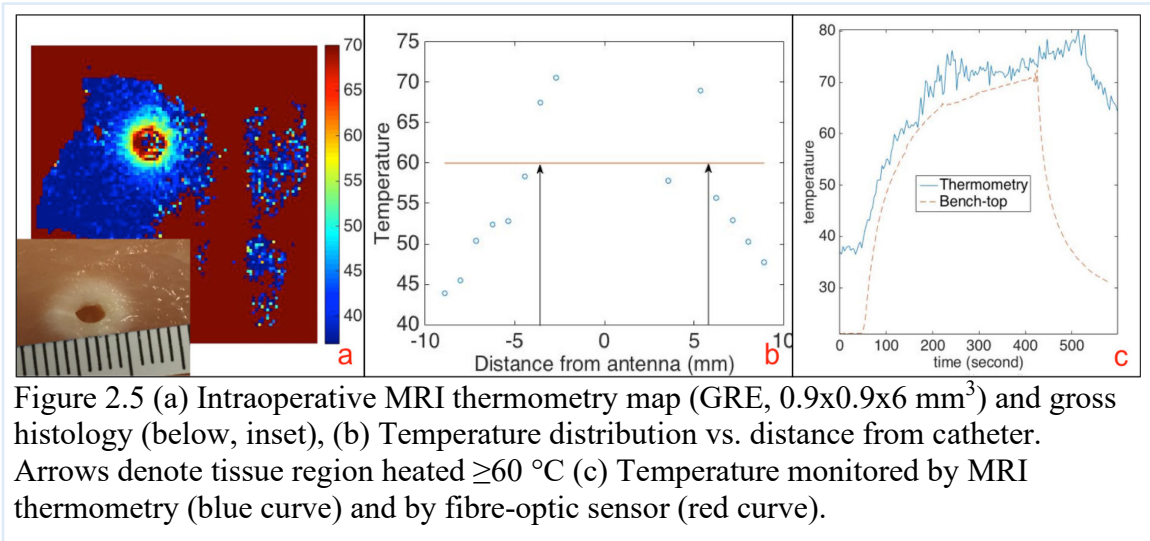 70
65
60
55
50
45
40
a
75
70
65
60
55
50
45
40
Temperature
-10 -5 0 5 10
Distance from antenna (mm)
b
80
70
60
50
40
30
temperature
Thermometry
Bench-top
0 100 200 300 400 500
time (second)
c
Figure 2.5 (a) Intraoperative MRI thermometry map (GRE, 0.9x0.9x6 mm³) and gross
histology (below, inset), (b) Temperature distribution vs. distance from catheter.
Arrows denote tissue region heated ≥60 °C (c) Temperature monitored by MRI
thermometry (blue curve) and by fibre-optic sensor (red curve).